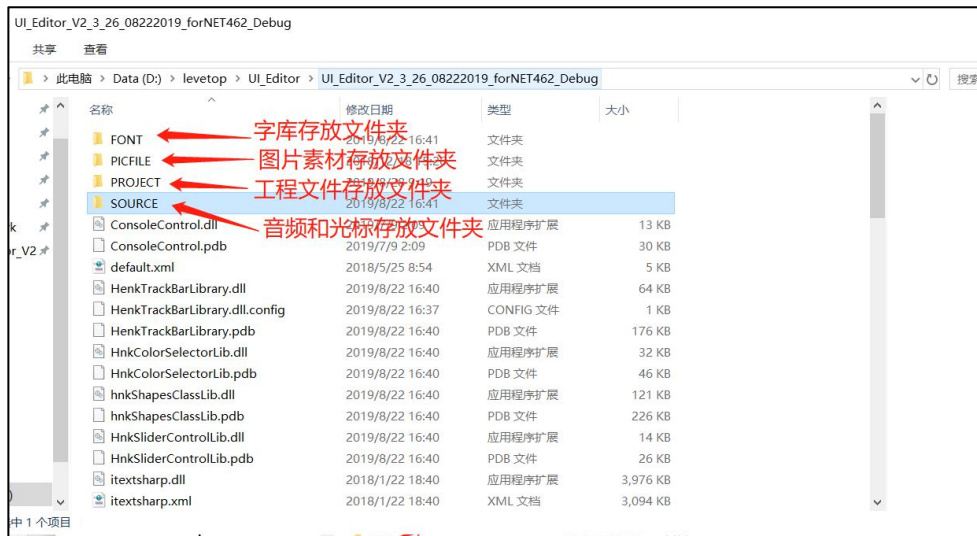 UI_Editor_V2_3_26_08222019_forNET462_Debug
共享 查看
> 此电脑 > Data (D:) > levetop > UI_Editor > UI_Editor_V2_3_26_08222019_forNET462_Debug 搜索
名称 修改日期 类型 大小
FONT 字库存放文件夹 2019/8/22 16:41 文件夹
PICFILE 图片素材存放文件夹 文件夹
PROJECT 工程文件存放文件夹 文件夹
SOURCE 2019/8/22 16:41 文件夹
k ConsoleControl.dll 音频和光标存放文件夹 应用程序扩展 13 KB
or_V2 ConsoleControl.pdb 2019/7/9 2:09 PDB 文件 30 KB
default.xml 2018/5/25 8:54 XML 文档 5 KB
HenkTrackBarLibrary.dll 2019/8/22 16:40 应用程序扩展 64 KB
HenkTrackBarLibrary.dll.config 2019/8/22 16:37 CONFIG 文件 1 KB
HenkTrackBarLibrary.pdb 2019/8/22 16:40 PDB 文件 176 KB
HnkColorSelectorLib.dll 2019/8/22 16:40 应用程序扩展 32 KB
HnkColorSelectorLib.pdb 2019/8/22 16:40 PDB 文件 46 KB
hnkShapesClassLib.dll 2019/8/22 16:40 应用程序扩展 121 KB
hnkShapesClassLib.pdb 2019/8/22 16:40 PDB 文件 226 KB
HnkSliderControlLib.dll 2019/8/22 16:40 应用程序扩展 14 KB
HnkSliderControlLib.pdb 2019/8/22 16:40 PDB 文件 26 KB
itextsharp.dll 2018/1/22 18:40 应用程序扩展 3,976 KB
itextsharp.xml 2018/1/22 18:40 XML 文档 3,094 KB
中 1 个项目